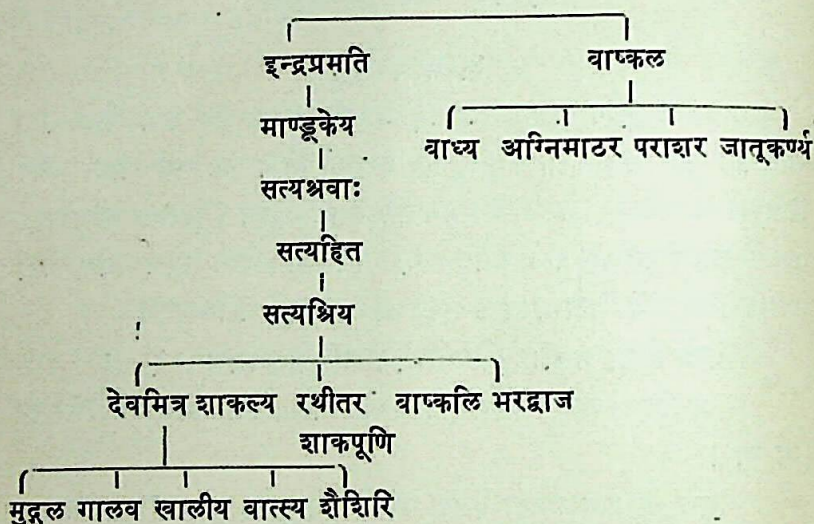 इन्द्रप्रमति वाष्कल
माण्डूकेय
वाध्य अग्निमाटर पराशर जातूकर्ण्य
सत्यश्रवाः
सत्यहित
सत्यश्रिय
देवमित्र शाकल्य रथीतर वाष्कलि भरद्वाज
शाकपूणि
मुद्गल गालव खालीय वात्स्य शैशिरि